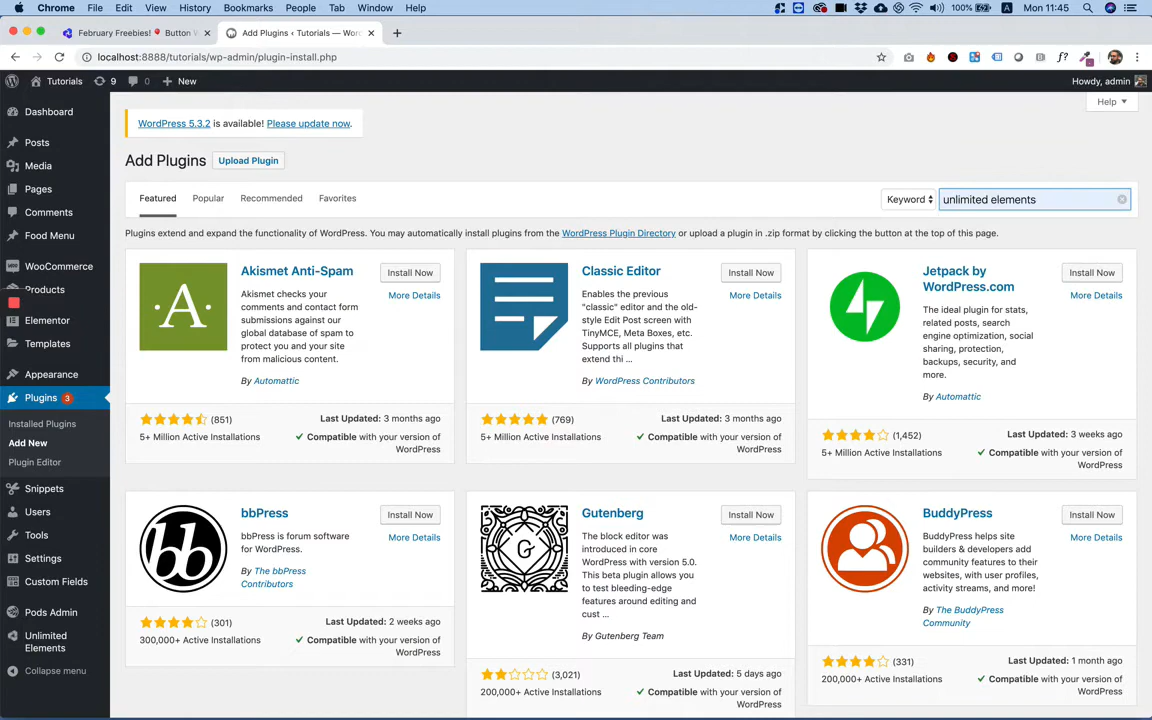 Chrome File Edit View History Bookmarks People Tab Window Help 100% A Mon 11:45
February Freebies! Button W
Add Plugins ‹ Tutorials — Wor
localhost:8888/tutorials/wp-admin/plugin-install.php
f?
Tutorials 9 0 + New
Howdy, admin
Dashboard
Posts
Media
Pages
Comments
Food Menu
WooCommerce
Products
Elementor
Templates
Appearance
Plugins 3
Installed Plugins
Add New
Plugin Editor
Snippets
Users
Tools
Settings
Custom Fields
Pods Admin
Unlimited
Elements
Collapse menu
Help
WordPress 5.3.2 is available! Please update now.
Add Plugins Upload Plugin
Featured Popular Recommended Favorites
Keyword unlimited elements
Plugins extend and expand the functionality of WordPress. You may automatically install plugins from the WordPress Plugin Directory or upload a plugin in .zip format by clicking the button at the top of this page.
A
Akismet Anti-Spam
Install Now
More Details
Akismet checks your
comments and contact form
submissions against our
global database of spam to
protect you and your site
from malicious content.
By Automattic
(851)
5+ Million Active Installations
Last Updated: 3 months ago
Compatible with your version of
WordPress
Classic Editor
Install Now
More Details
Enables the previous
"classic" editor and the old-
style Edit Post screen with
TinyMCE, Meta Boxes, etc.
Supports all plugins that
extend thi ...
By WordPress Contributors
(769)
5+ Million Active Installations
Last Updated: 3 months ago
Compatible with your version of
WordPress
Jetpack by
WordPress.com
Install Now
More Details
The ideal plugin for stats,
related posts, search
engine optimization, social
sharing, protection,
backups, security, and
more.
By Automattic
(1,452)
5+ Million Active Installations
Last Updated: 3 weeks ago
Compatible with your version of
WordPress
bb
bbPress
Install Now
More Details
bbPress is forum software
for WordPress.
By The bbPress
Contributors
(301)
300,000+ Active Installations
Last Updated: 2 weeks ago
Compatible with your version of
WordPress
G
Gutenberg
Install Now
More Details
The block editor was
introduced in core
WordPress with version 5.0.
This beta plugin allows you
to test bleeding-edge
features around editing and
cust ...
By Gutenberg Team
(3,021)
200,000+ Active Installations
Last Updated: 5 days ago
Compatible with your version of
WordPress
BuddyPress
Install Now
More Details
BuddyPress helps site
builders & developers add
community features to their
websites, with user profiles,
activity streams, and more!
By The BuddyPress
Community
(331)
200,000+ Active Installations
Last Updated: 1 month ago
Compatible with your version of
WordPress